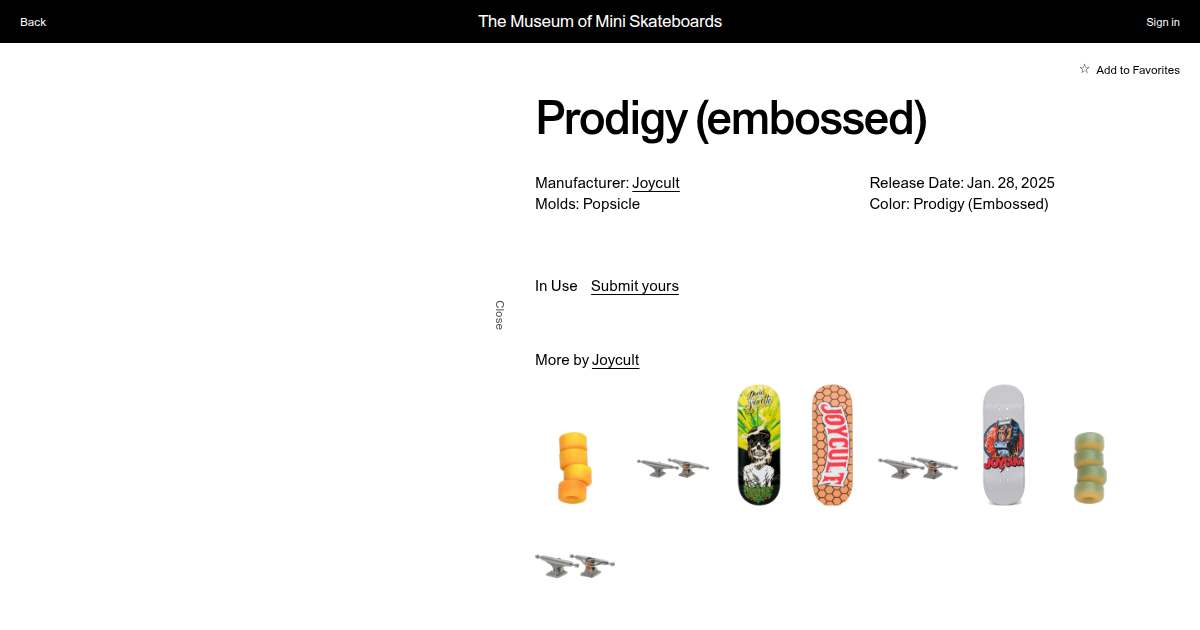 Back
The Museum of Mini Skateboards
Sign in
☆ Add to Favorites
Prodigy (embossed)
Manufacturer: Joycult
Release Date: Jan. 28, 2025
Molds: Popsicle
Color: Prodigy (Embossed)
In Use Submit yours
Close
More by Joycult
JOYCULT